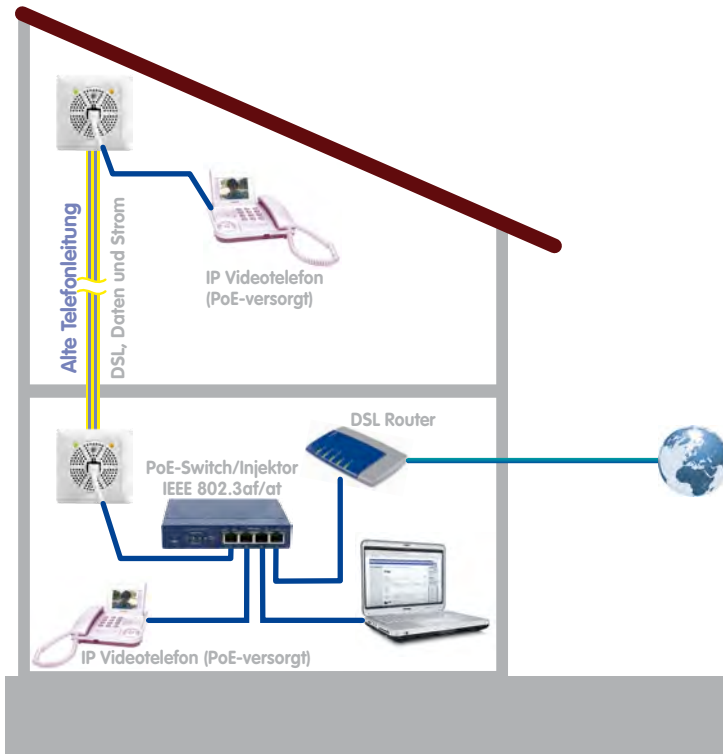 IP Videotelefon
(PoE-versorgt)
Alte Telefonleitung
DSL, Daten und Strom
DSL Router
PoE-Switch/Injektor
IEEE 802.3af/at
IP Videotelefon (PoE-versorgt)